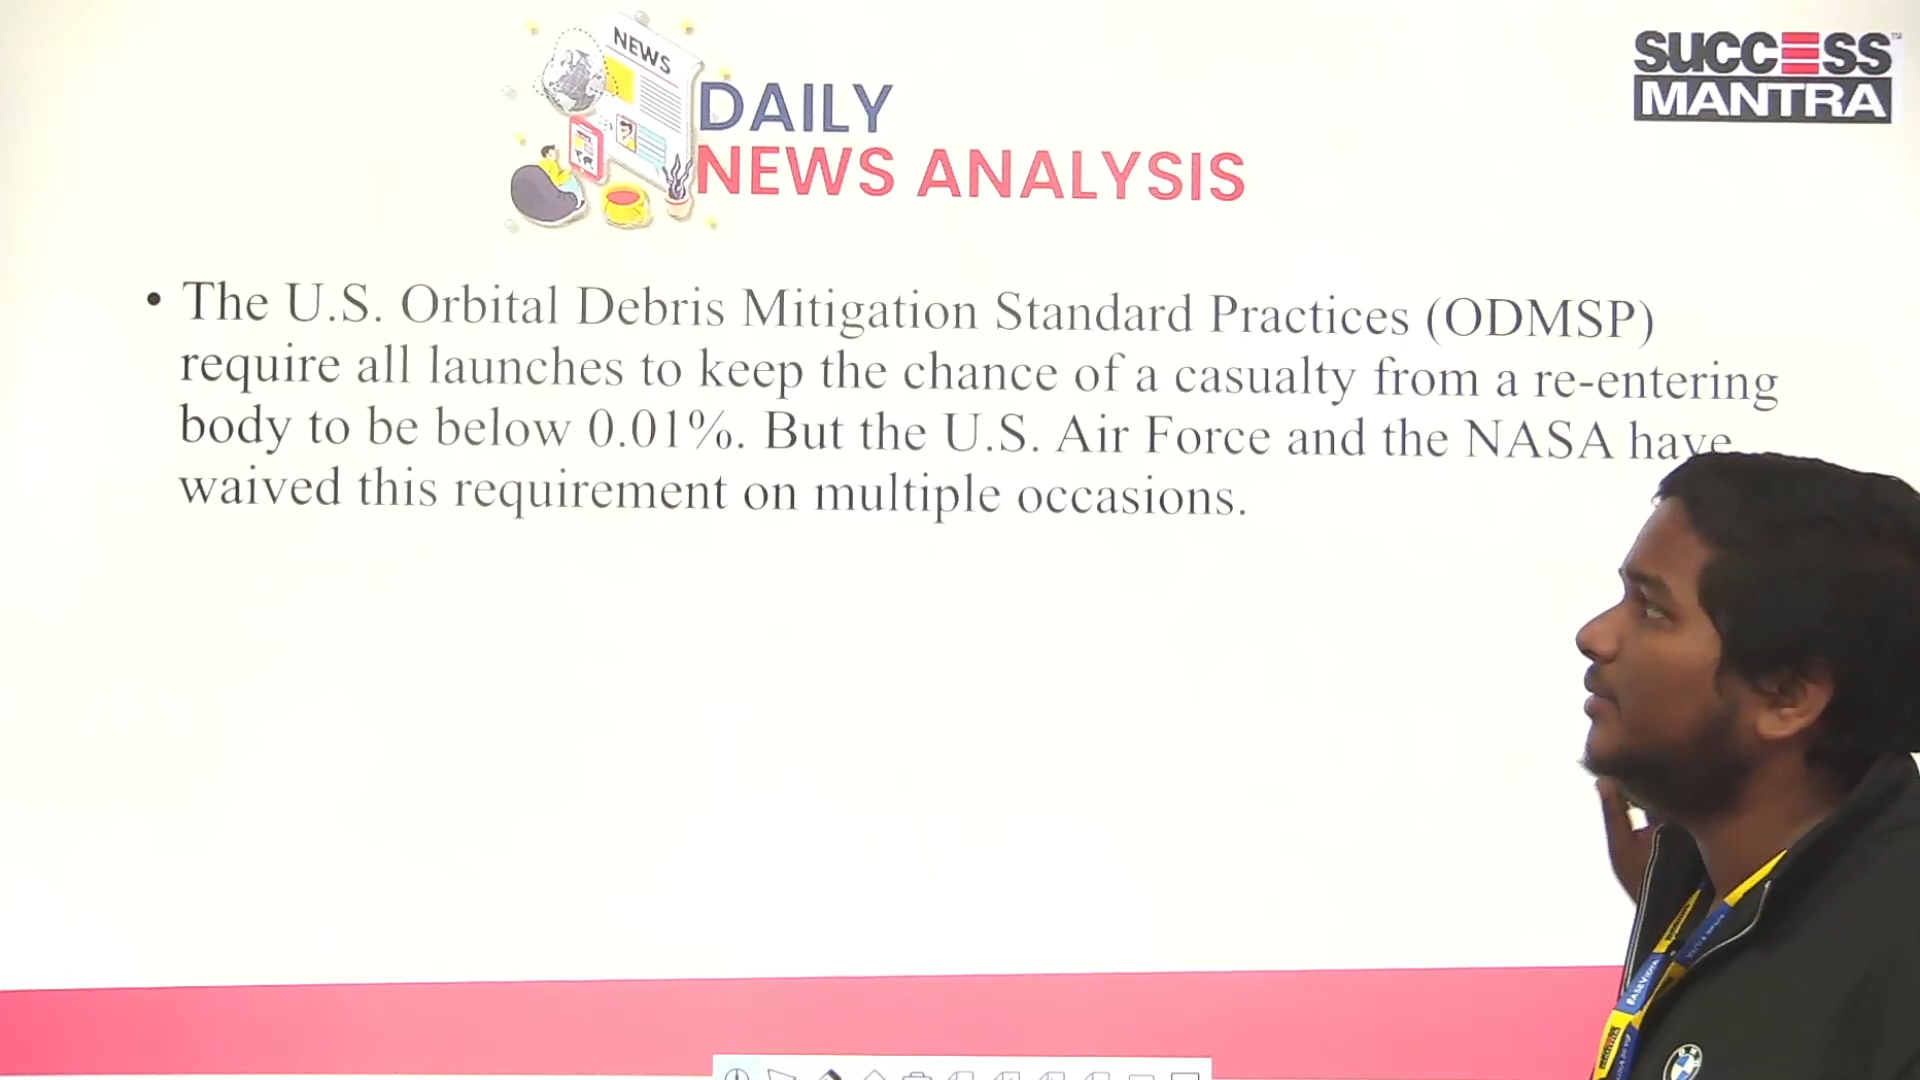 NEWS
DAILY
NEWS ANALYSIS
SUCCESS
MANTRA
• The U.S. Orbital Debris Mitigation Standard Practices (ODMSP)
require all launches to keep the chance of a casualty from a re-entering
body to be below 0.01%. But the U.S. Air Force and the NASA have
waived this requirement on multiple occasions.
BMW